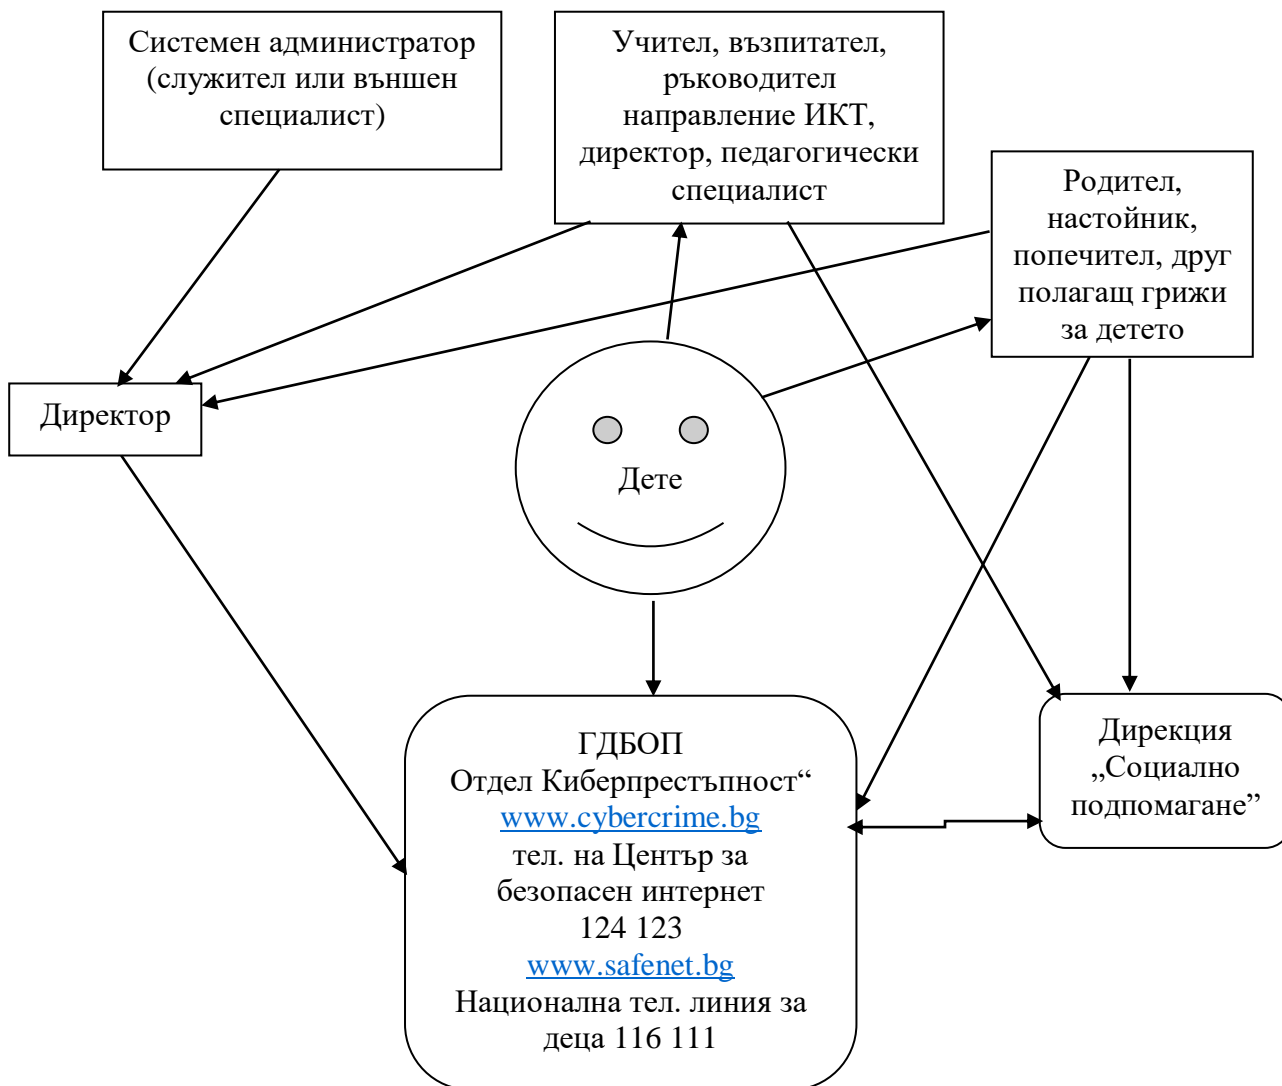 Системен администратор
(служител или външен
специалист)
Учител, възпитател,
ръководител
направление ИКТ,
директор, педагогически
специалист
Родител,
настойник,
попечител, друг
полагащ грижи
за детето
Директор
Дете
ГДБОП
Отдел Киберпрестъпност“
www.cybercrime.bg
тел. на Център за
безопасен интернет
124 123
www.safenet.bg
Национална тел. линия за
деца 116 111
Дирекция
„Социално
подпомагане”